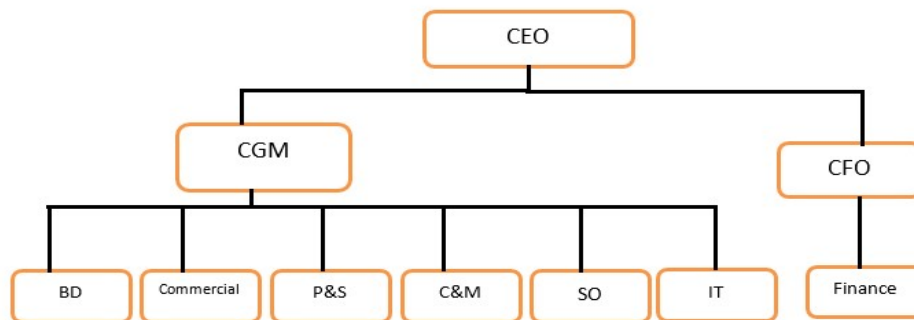 CEO
CGM
CFO
BD
Commercial
P&S
C&M
SO
IT
Finance